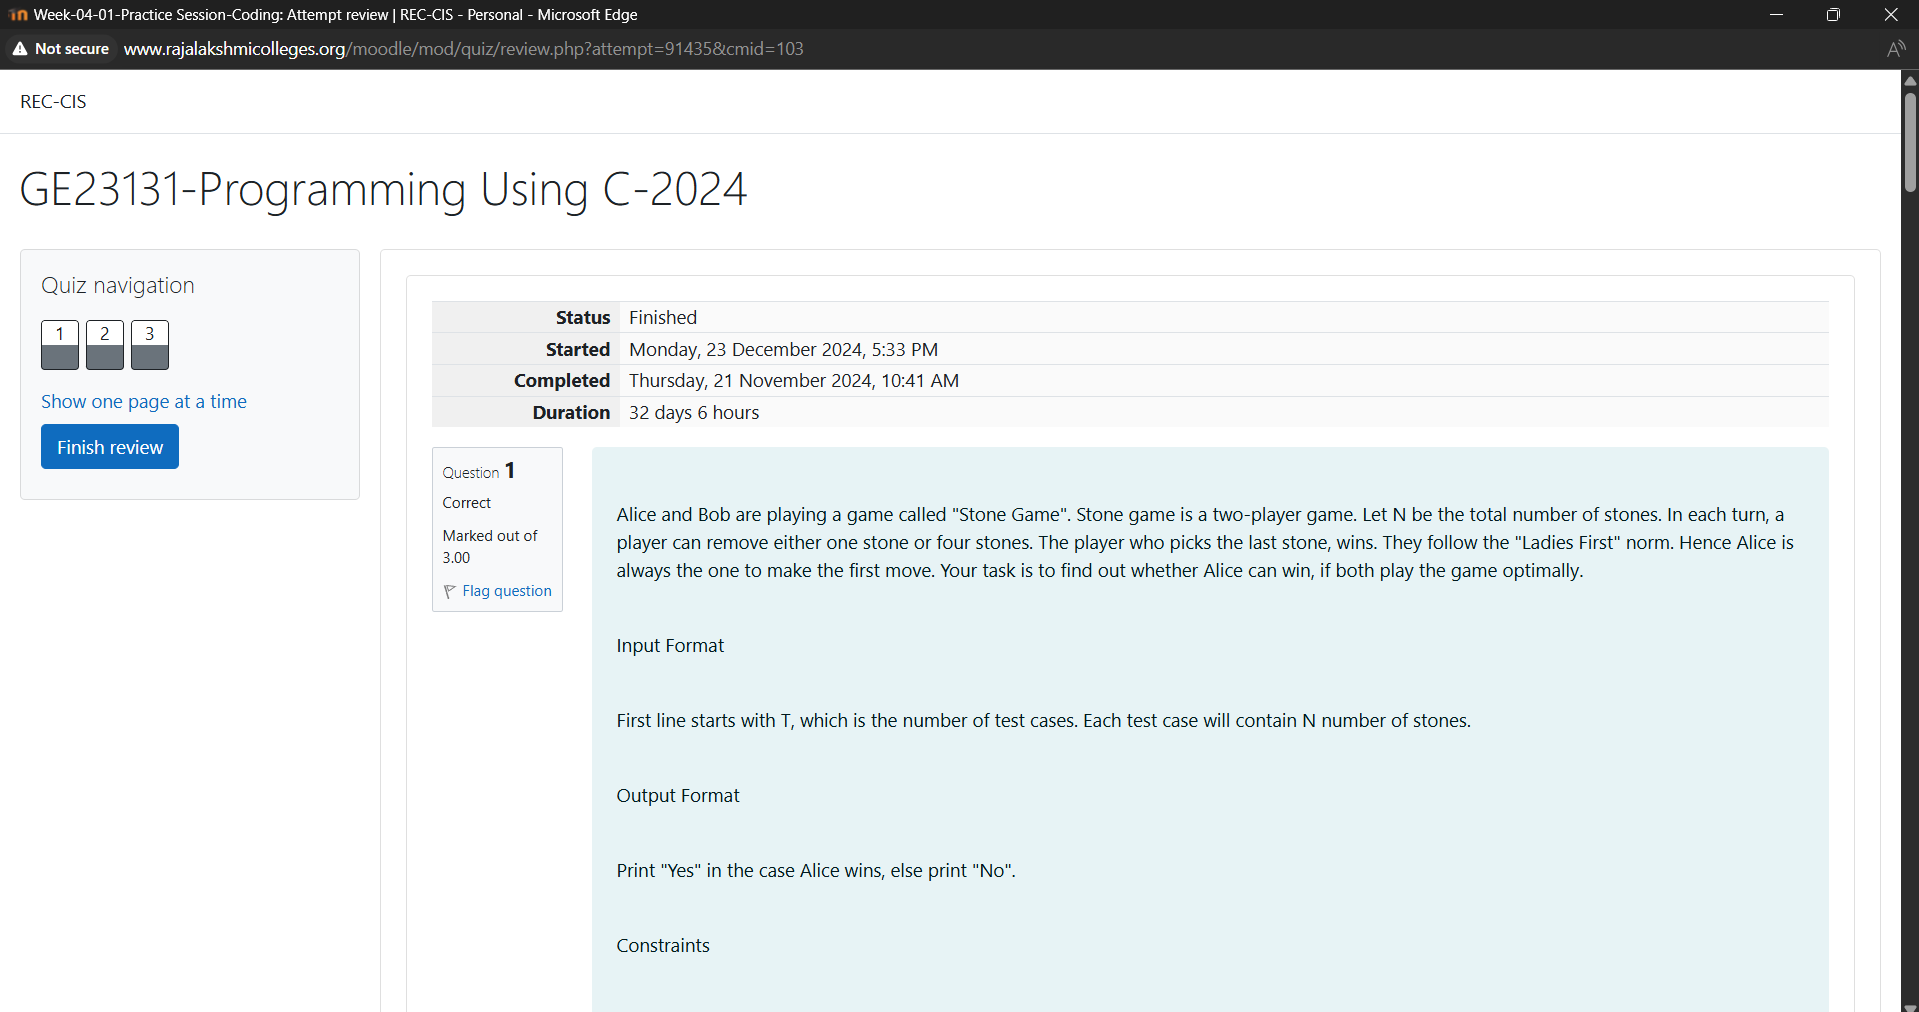 Week-04-01-Practice Session-Coding: Attempt review | REC-CIS - Personal - Microsoft Edge
Not secure www.rajalakshmicolleges.org/moodle/mod/quiz/review.php?attempt=91435&cmid=103
REC-CIS
GE23131-Programming Using C-2024
Quiz navigation
1 2 3
Show one page at a time
Finish review
Status Finished
Started Monday, 23 December 2024, 5:33 PM
Completed Thursday, 21 November 2024, 10:41 AM
Duration 32 days 6 hours
Question 1
Correct
Marked out of
3.00
Flag question
Alice and Bob are playing a game called "Stone Game". Stone game is a two-player game. Let N be the total number of stones. In each turn, a
player can remove either one stone or four stones. The player who picks the last stone, wins. They follow the "Ladies First" norm. Hence Alice is
always the one to make the first move. Your task is to find out whether Alice can win, if both play the game optimally.
Input Format
First line starts with T, which is the number of test cases. Each test case will contain N number of stones.
Output Format
Print "Yes" in the case Alice wins, else print "No".
Constraints